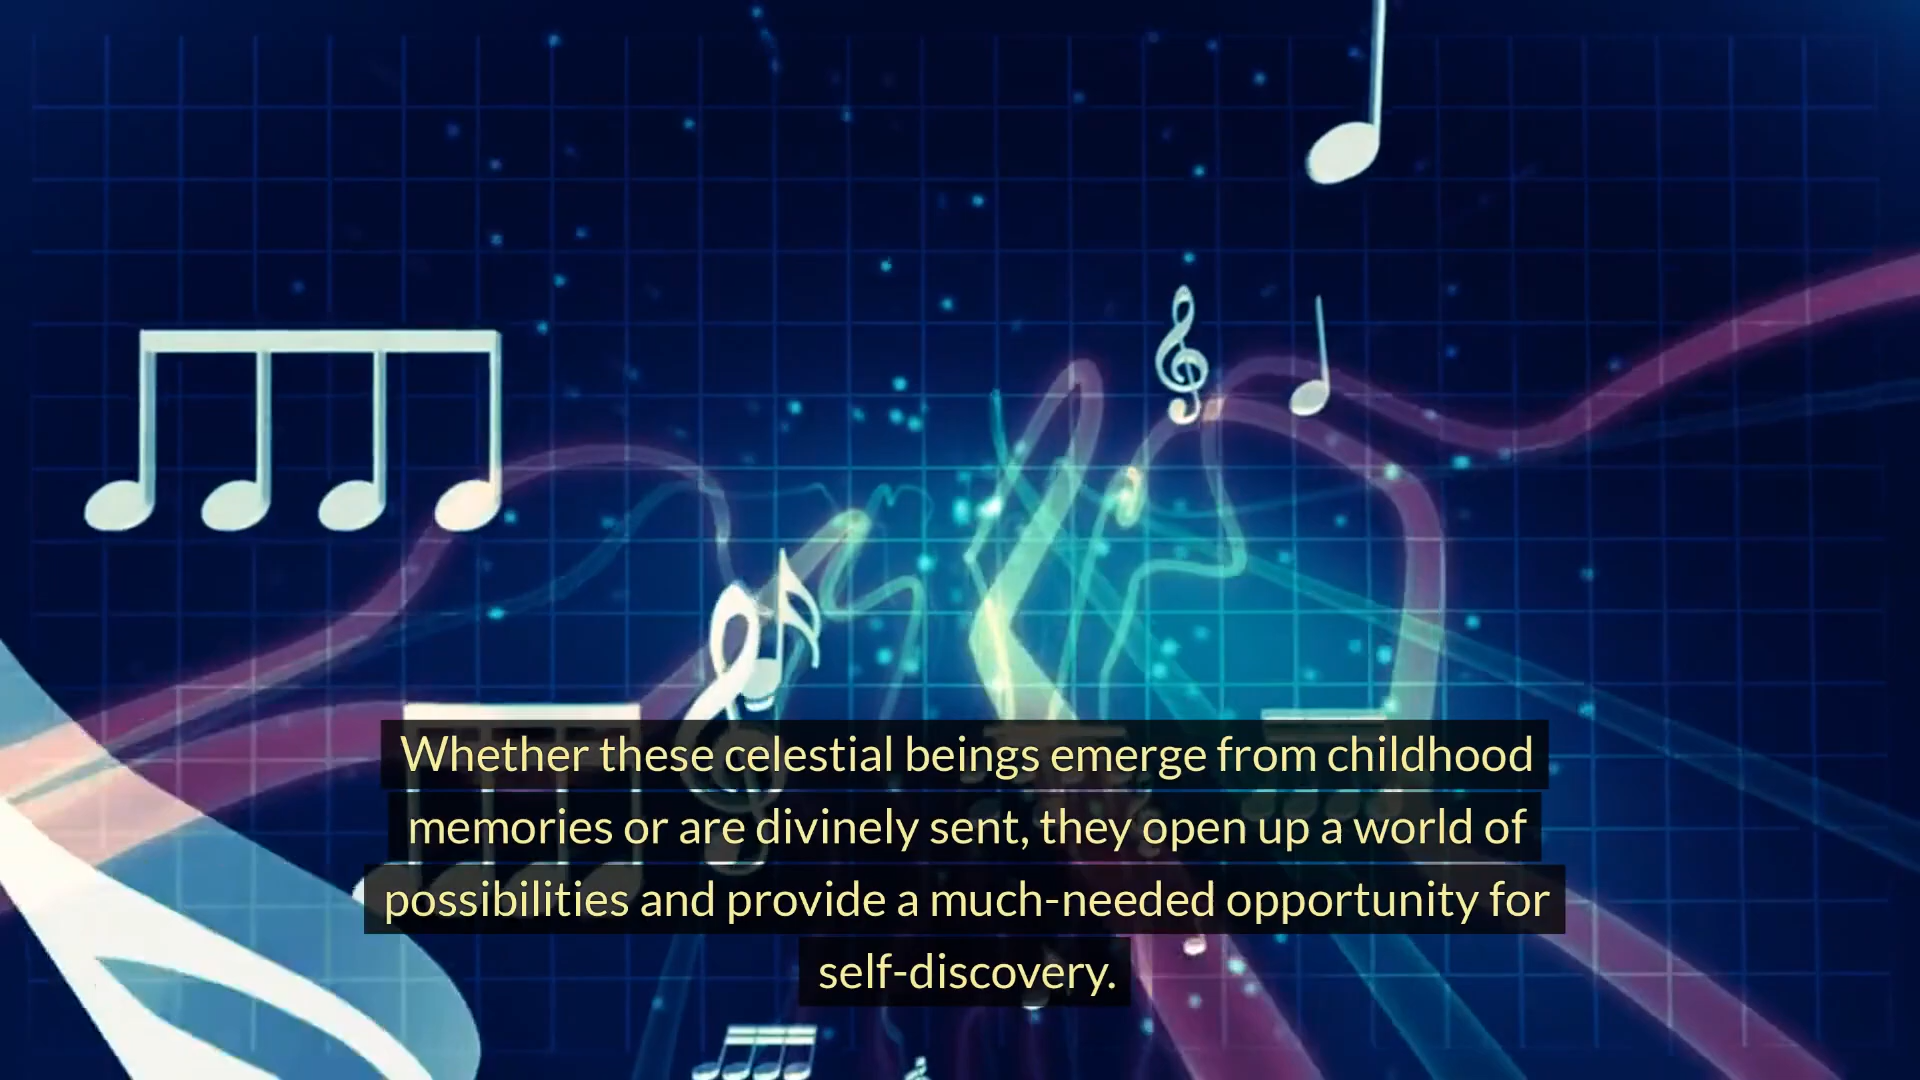 Whether these celestial beings emerge from childhood
memories or are divinely sent, they open up a world of
possibilities and provide a much-needed opportunity for
self-discovery.